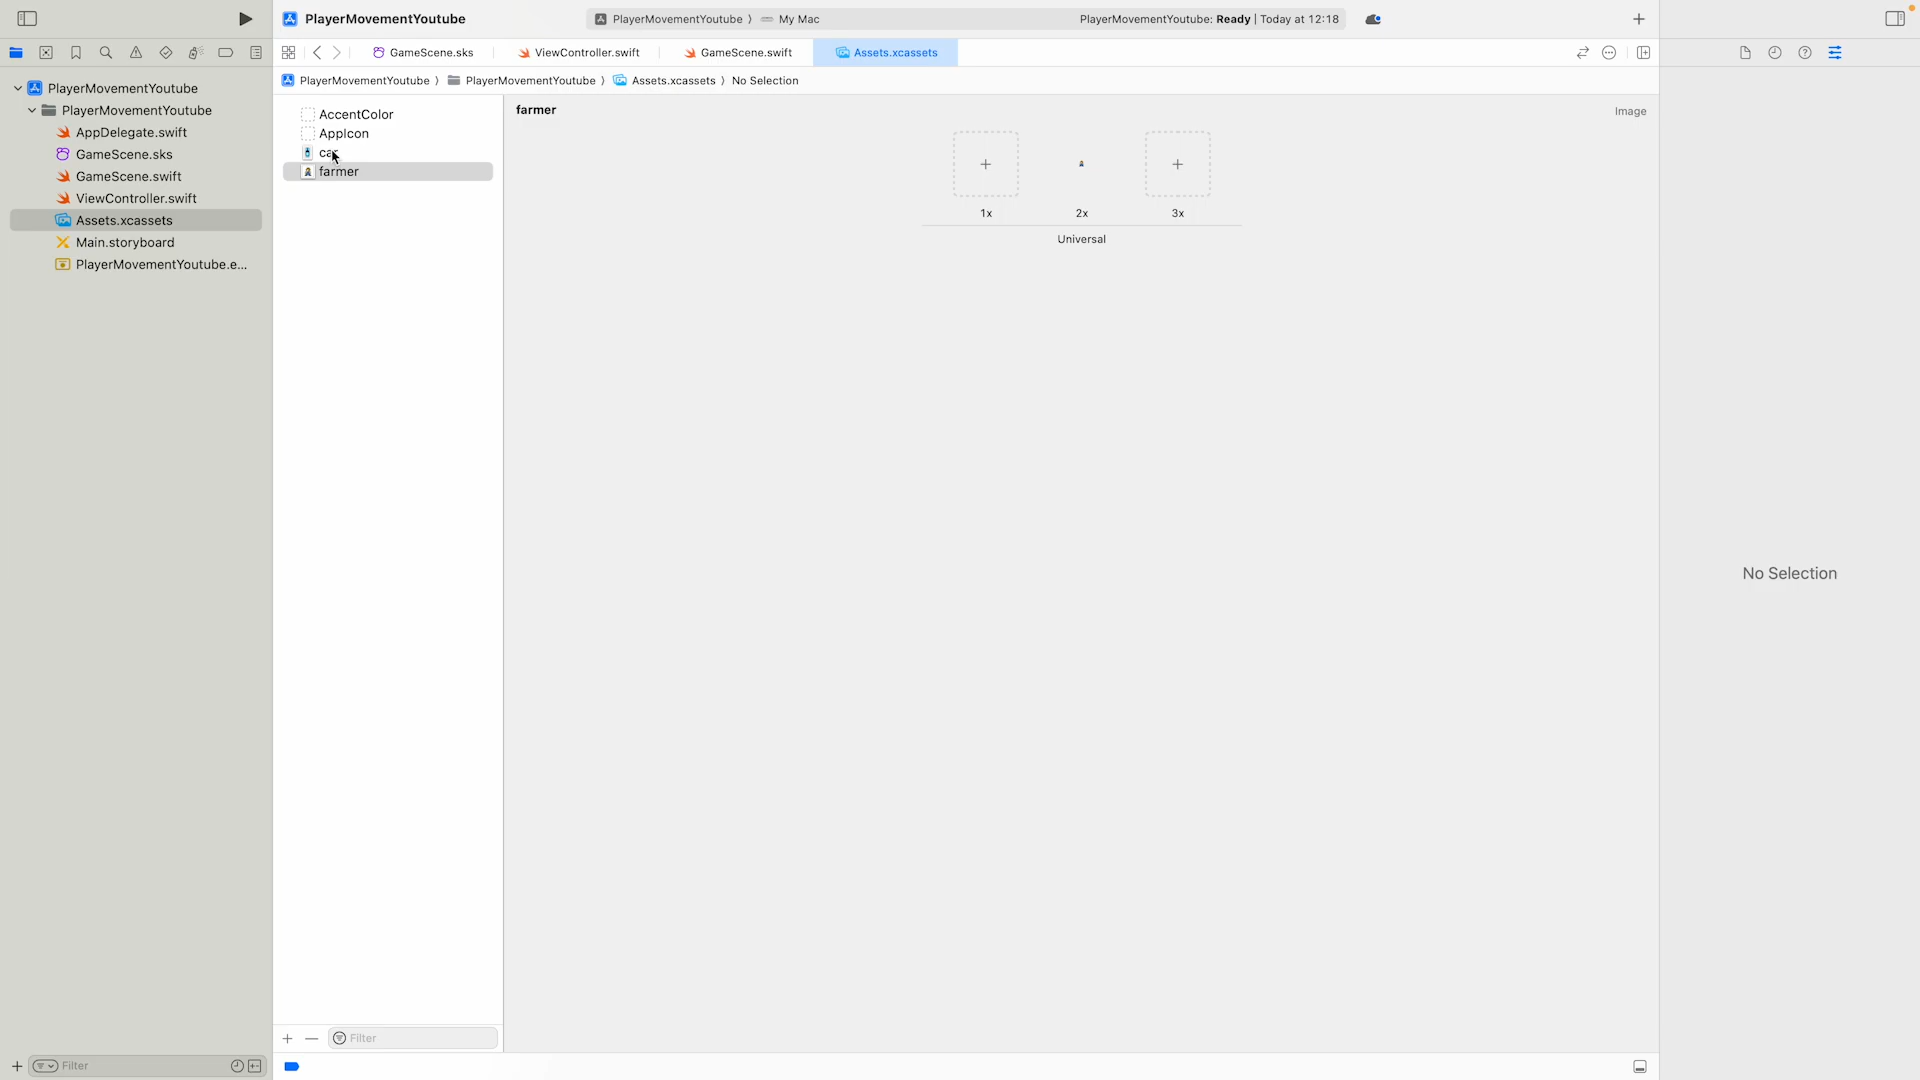 PlayerMovementYoutube
PlayerMovementYoutube 〉 My Mac
PlayerMovementYoutube: Ready | Today at 12:18
GameScene.sks
ViewController.swift
GameScene.swift
Assets.xcassets
PlayerMovementYoutube 〉 PlayerMovementYoutube 〉 Assets.xcassets 〉 No Selection
PlayerMovementYoutube
PlayerMovementYoutube
AppDelegate.swift
GameScene.sks
GameScene.swift
ViewController.swift
Assets.xcassets
Main.storyboard
PlayerMovementYoutube.e...
AccentColor
AppIcon
car
farmer
farmer
Image
1x
2x
3x
Universal
No Selection
Filter
Filter